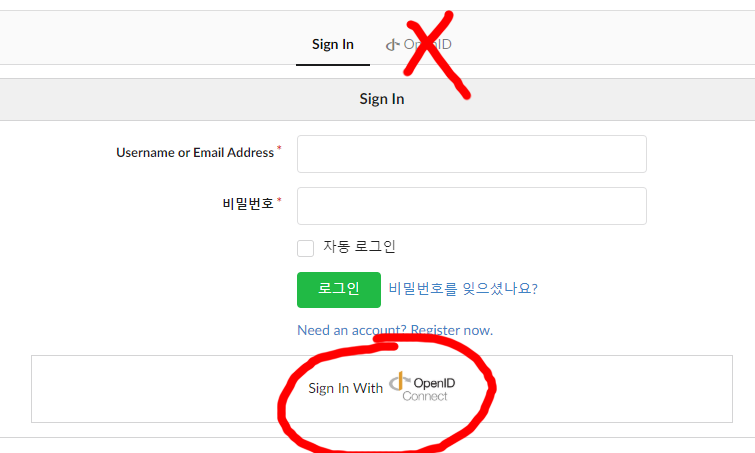 Sign In OpenID
Sign In
Username or Email Address *
비밀번호 *
자동 로그인
로그인 비밀번호를 잊으셨나요?
Need an account? Register now.
Sign In With OpenID Connect